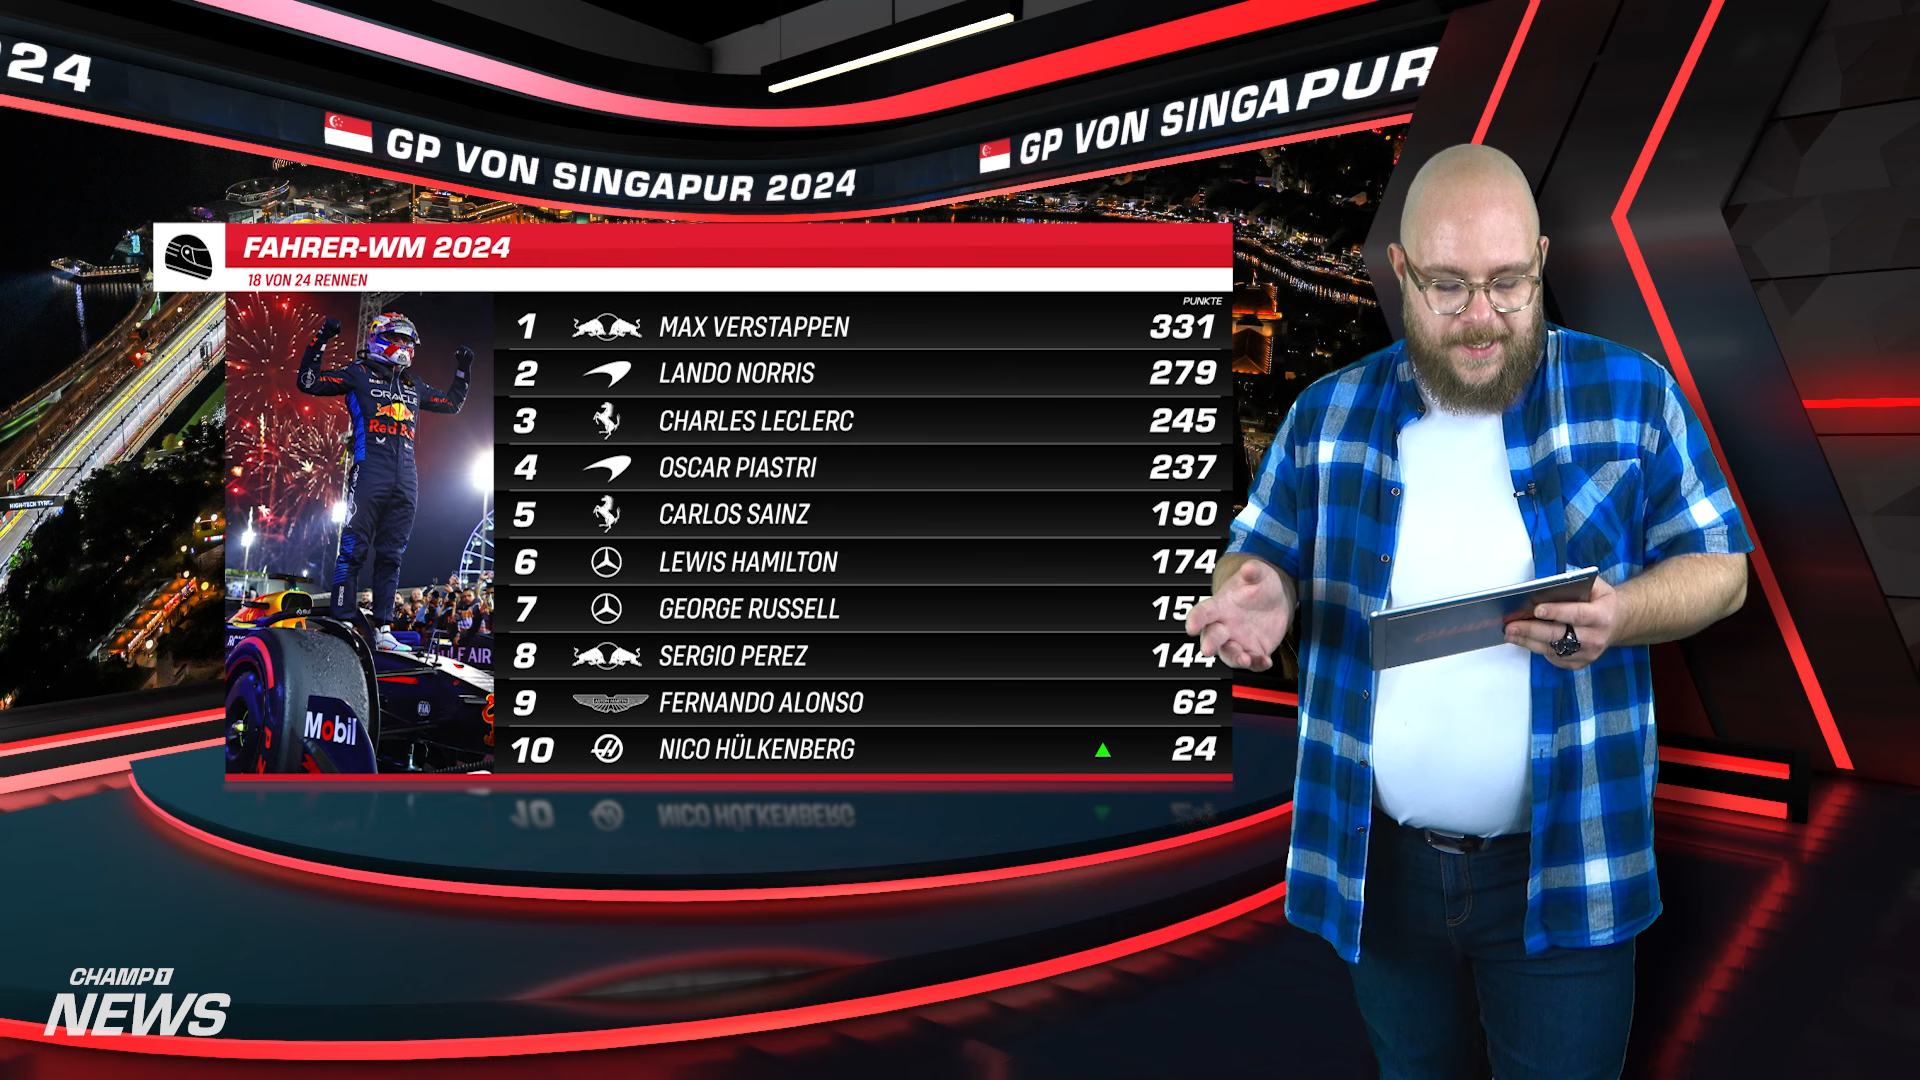 24
GP VON SINGAPUR 2024
GP VON SINGAPUR
FAHRER-WM 2024
18 VON 24 RENNEN
PUNKTE
1 MAX VERSTAPPEN 331
2 LANDO NORRIS 279
3 CHARLES LECLERC 245
4 OSCAR PIASTRI 237
5 CARLOS SAINZ 190
6 LEWIS HAMILTON 174
7 GEORGE RUSSELL
8 SERGIO PEREZ 144
9 FERNANDO ALONSO 62
10 NICO HÜLKENBERG 24
ORACLE
Red Bull
Mobil
FIA
CHAMP1
NEWS